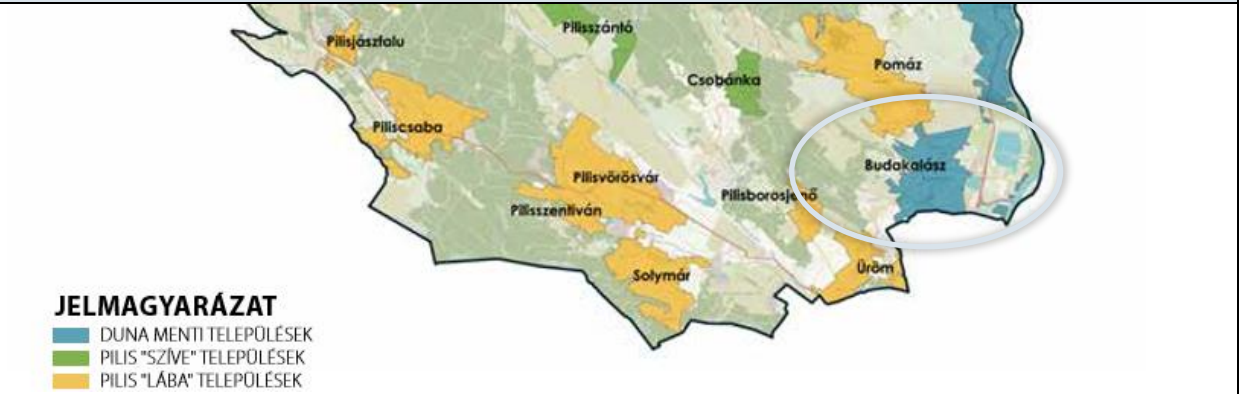 Pilisszántó
Pilisjászfalu
Pomáz
Csobánka
Piliscsaba
Budakalász
Pilisvörösvár
Pilisborosjenő
Pilisszentiván
Üröm
Solymár
JELMAGYARÁZAT
DUNA MENTI TELEPÜLÉSEK
PILIS "SZÍVE" TELEPÜLÉSEK
PILIS "LÁBA" TELEPÜLÉSEK